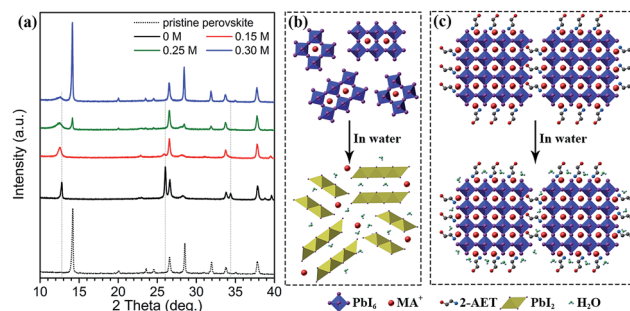 (a)
pristine perovskite
0 M
0.15 M
0.25 M
0.30 M
Intensity (a.u.)
10
15
20
25
30
35
40
2 Theta (deg.)
(b)
In water
(c)
In water
PbI₆
MA⁺
2-AET
PbI₂
H₂O